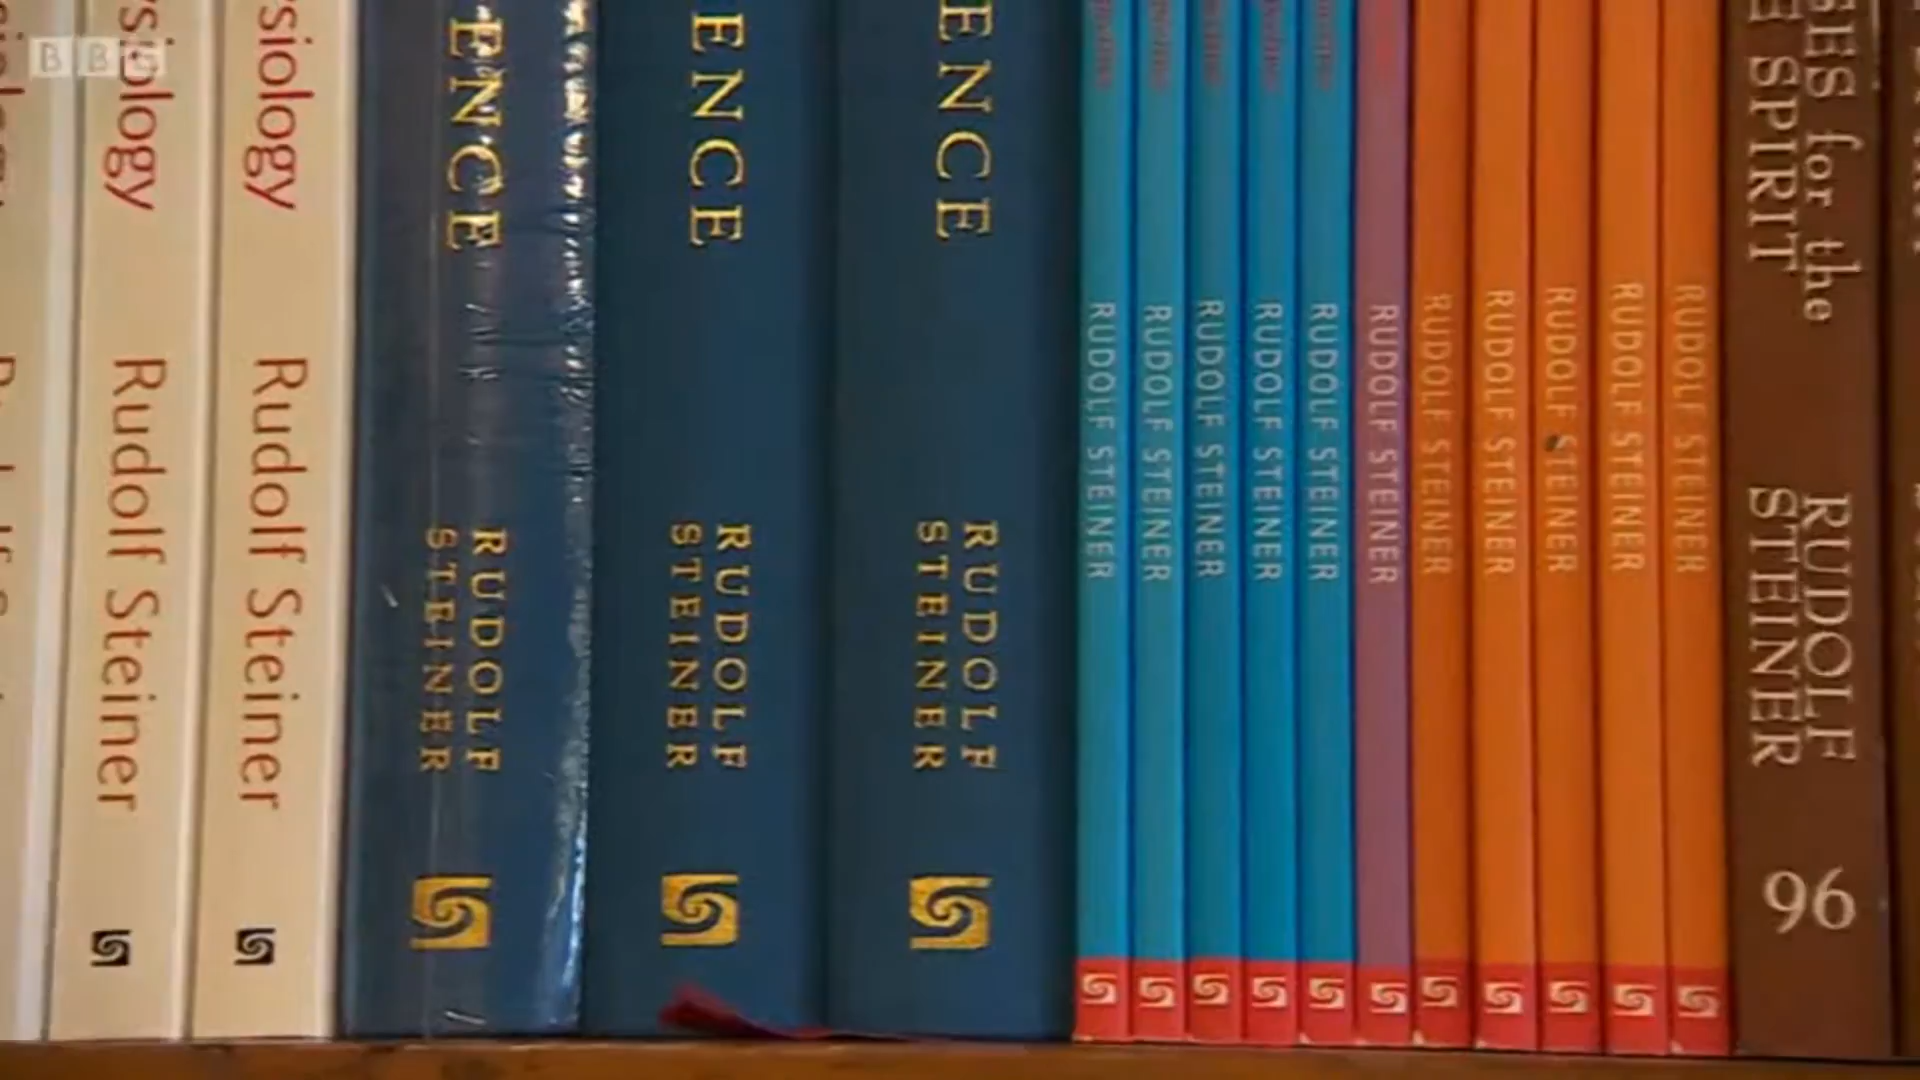 BBC
siology
Rudolf Steiner
siology
Rudolf Steiner
ENCE
RUDOLF
STEINER
ENCE
RUDOLF
STEINER
ENCE
RUDOLF
STEINER
RUDOLF STEINER
RUDOLF STEINER
RUDOLF STEINER
RUDOLF STEINER
RUDOLF STEINER
RUDOLF STEINER
RUDOLF STEINER
RUDOLF STEINER
RUDOLF STEINER
RUDOLF STEINER
RUDOLF STEINER
SES for the
E SPIRIT
RUDOLF
STEINER
96